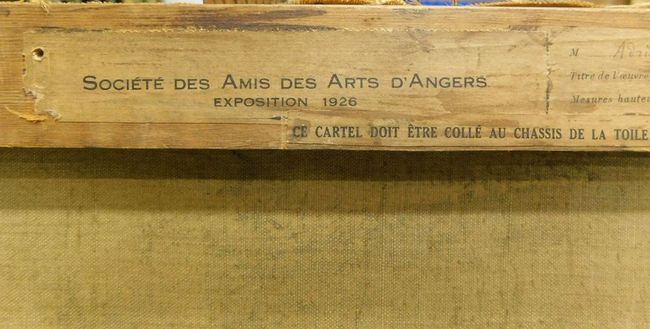 SOCIÉTÉ DES AMIS DES ARTS D'ANGERS
EXPOSITION 1926
M
Titre de l'œuvre
Mesures hauteu
CE CARTEL DOIT ÊTRE COLLÉ AU CHASSIS DE LA TOILE